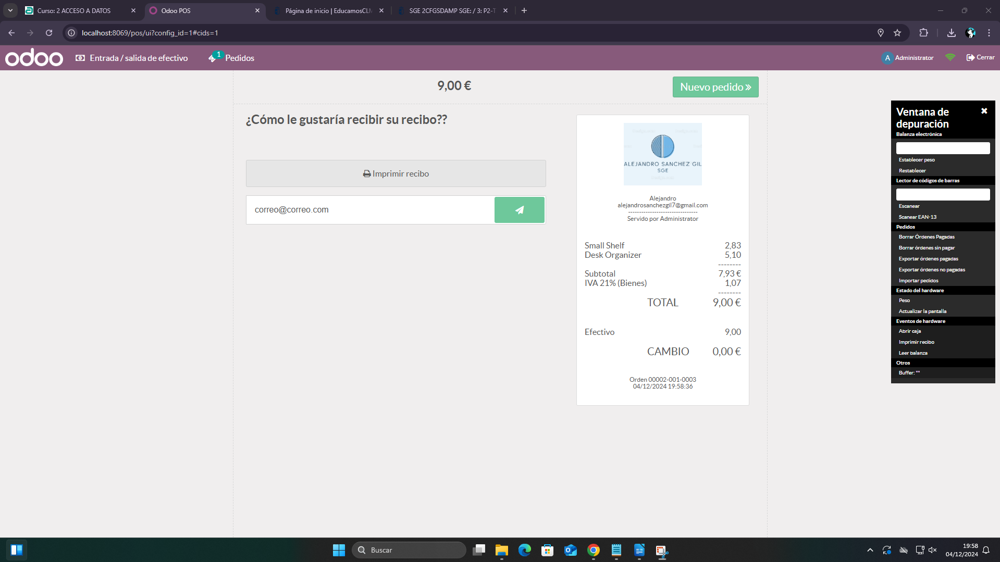 Curso: 2 ACCESO A DATOS
Odoo POS
Página de inicio | EducamosCLM
SGE 2CFGSDAMP SGE: / 3: P2-T
localhost:8069/pos/ui?config_id=1#cids=1
odoo
Entrada / salida de efectivo
1
Pedidos
A
Administrator
Cerrar
9,00 €
Nuevo pedido
¿Cómo le gustaría recibir su recibo??
Imprimir recibo
correo@correo.com
ALEJANDRO SANCHEZ GIL
SGE
Alejandro
alejandrosanchezgil7@gmail.com
--------------------------------
Servido por Administrator
Small Shelf 2,83
Desk Organizer 5,10
--------
Subtotal 7,93 €
IVA 21% (Bienes) 1,07
--------
TOTAL 9,00 €
Efectivo 9,00
CAMBIO 0,00 €
Orden 00002-001-0003
04/12/2024 19:58:36
Ventana de
depuración
Balanza electrónica
Establecer peso
Restablecer
Lector de códigos de barras
Escanear
Scanear EAN-13
Pedidos
Borrar Órdenes Pagadas
Borrar órdenes sin pagar
Exportar órdenes pagadas
Exportar órdenes no pagadas
Importar pedidos
Estado del hardware
Peso
Actualizar la pantalla
Eventos de hardware
Abrir caja
Imprimir recibo
Leer balanza
Otros
Buffer: ""
Buscar
19:58
04/12/2024